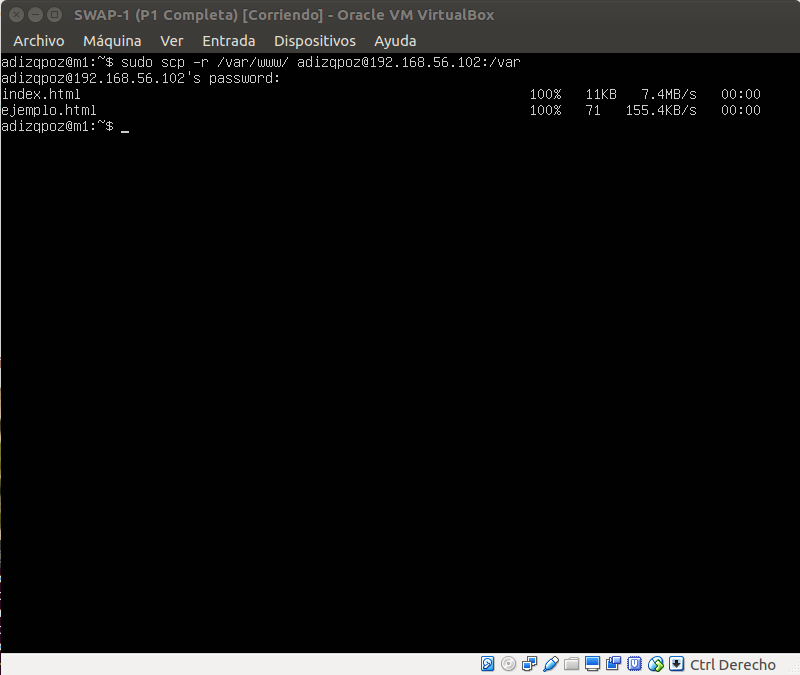 SWAP-1 (P1 Completa) [Corriendo] - Oracle VM VirtualBox
Archivo Máquina Ver Entrada Dispositivos Ayuda
adizqpoz@m1:~$ sudo scp -r /var/www/ adizqpoz@192.168.56.102:/var
adizqpoz@192.168.56.102's password:
index.html 100% 11KB 7.4MB/s 00:00
ejemplo.html 100% 71 155.4KB/s 00:00
adizqpoz@m1:~$ _
Ctrl Derecho